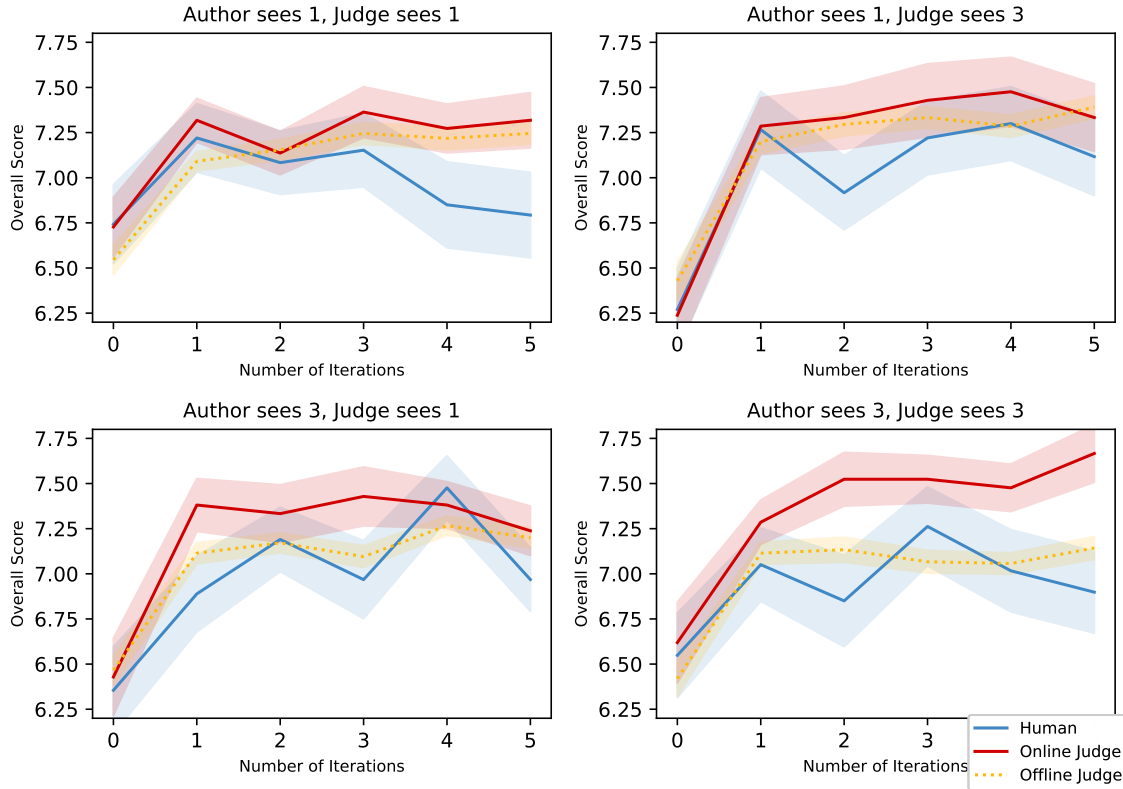 Author sees 1, Judge sees 1
Overall Score
7.75
7.50
7.25
7.00
6.75
6.50
6.25
0 1 2 3 4 5
Number of Iterations
Author sees 1, Judge sees 3
Overall Score
7.75
7.50
7.25
7.00
6.75
6.50
6.25
0 1 2 3 4 5
Number of Iterations
Author sees 3, Judge sees 1
Overall Score
7.75
7.50
7.25
7.00
6.75
6.50
6.25
0 1 2 3 4 5
Number of Iterations
Author sees 3, Judge sees 3
Overall Score
7.75
7.50
7.25
7.00
6.75
6.50
6.25
0 1 2 3
Number of Iterations
Human
Online Judge
Offline Judge